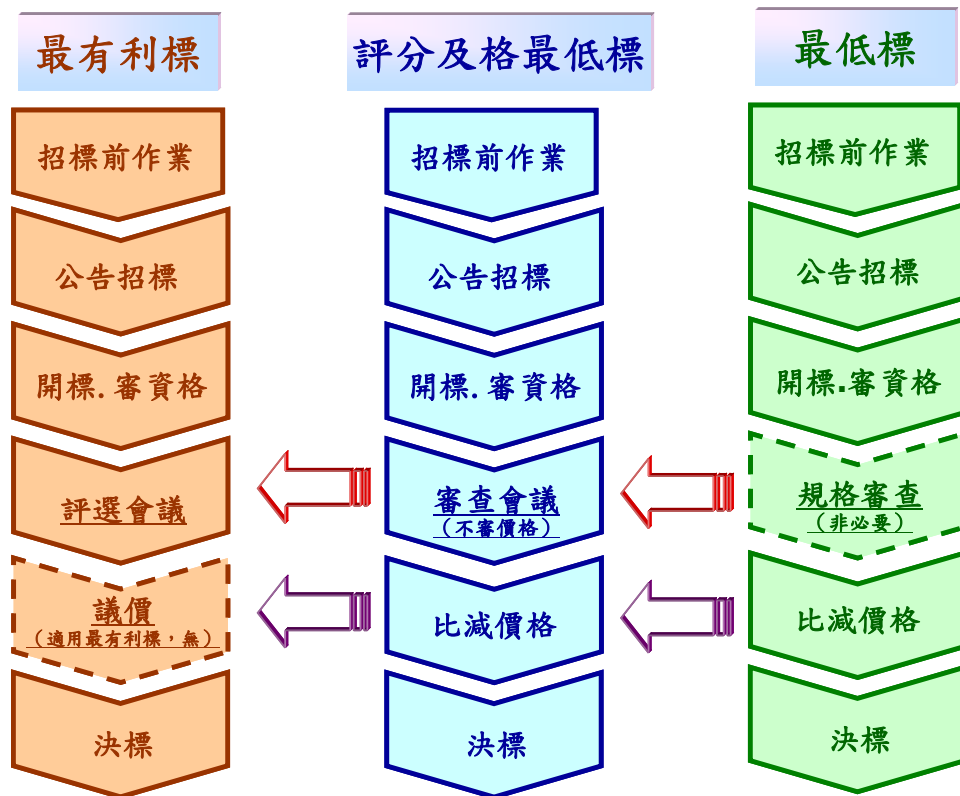 最有利標
招標前作業
公告招標
開標.審資格
評選會議
議價
(適用最有利標,無)
決標
評分及格最低標
招標前作業
公告招標
開標.審資格
審查會議
(不審價格)
比減價格
決標
最低標
招標前作業
公告招標
開標.審資格
規格審查
(非必要)
比減價格
決標